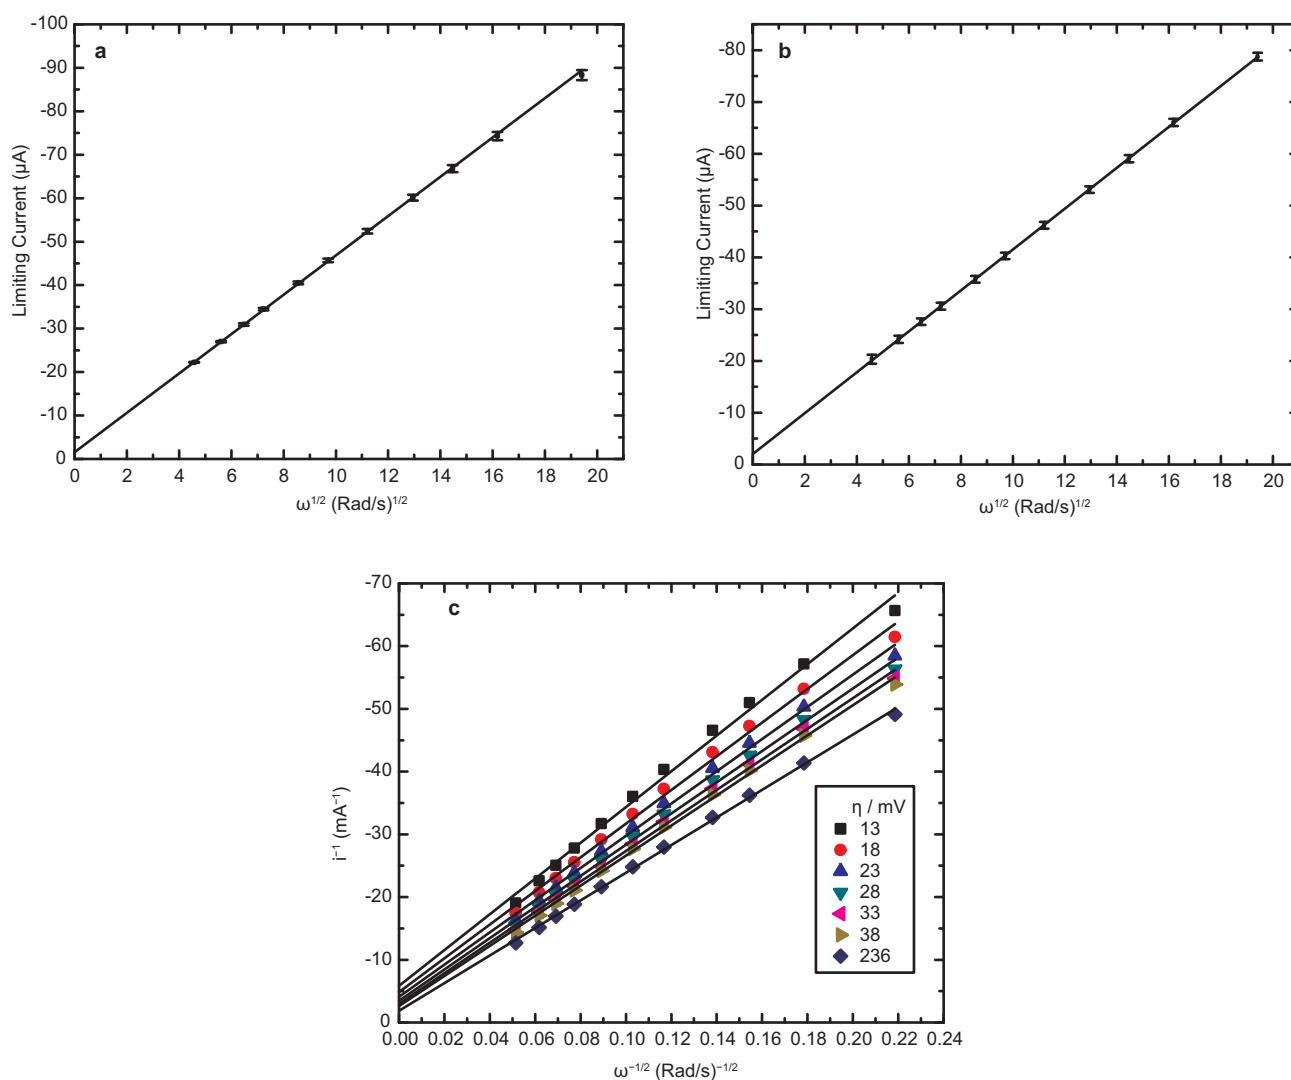 a
-100
-90
-80
-70
-60
-50
-40
-30
-20
-10
0
Limiting Current (μA)
0 2 4 6 8 10 12 14 16 18 20
ω1/2 (Rad/s)1/2
b
-80
-70
-60
-50
-40
-30
-20
-10
0
Limiting Current (μA)
0 2 4 6 8 10 12 14 16 18 20
ω1/2 (Rad/s)1/2
c
-70
-60
-50
-40
-30
-20
-10
0
i−1 (mA−1)
0.00 0.02 0.04 0.06 0.08 0.10 0.12 0.14 0.16 0.18 0.20 0.22 0.24
ω−1/2 (Rad/s)−1/2
η / mV
13
18
23
28
33
38
236